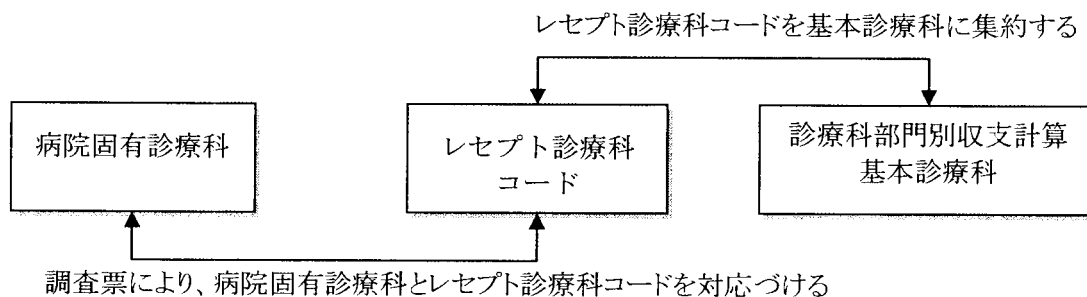 レセプト診療科コードを基本診療科に集約する
病院固有診療科
レセプト診療科
コード
診療科部門別収支計算
基本診療科
調査票により、病院固有診療科とレセプト診療科コードを対応づける